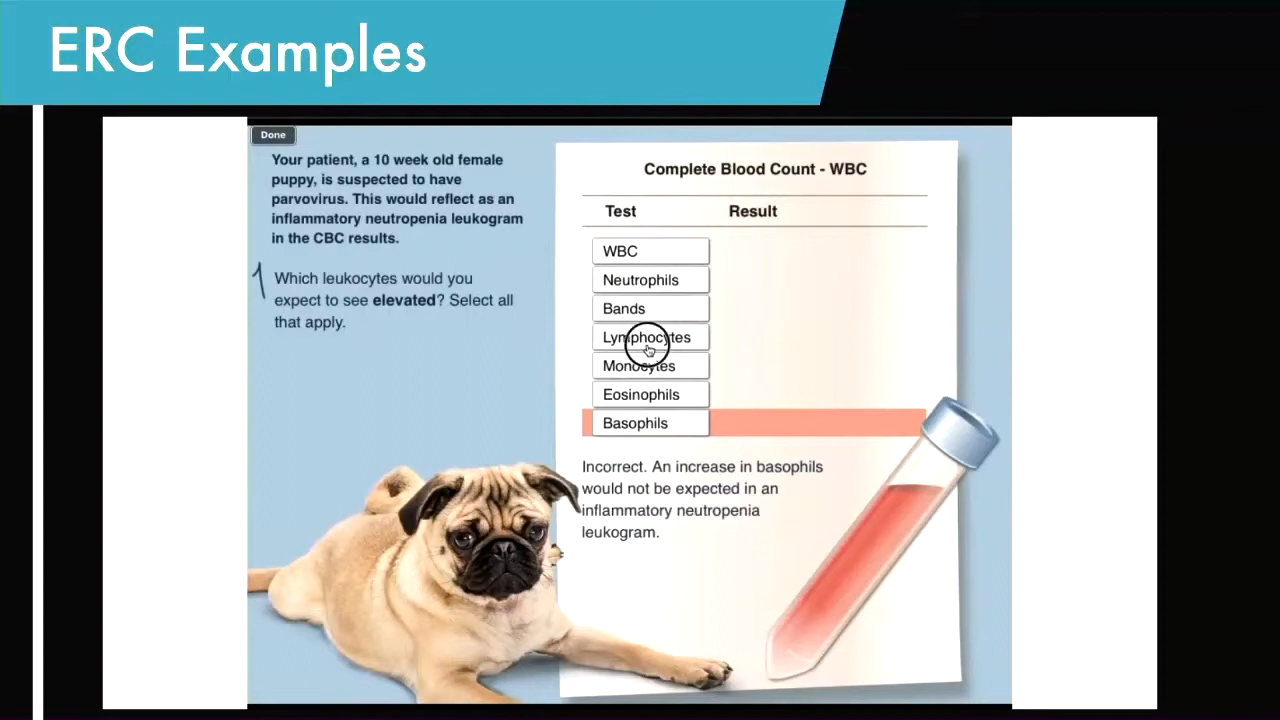 ERC Examples
Done
Your patient, a 10 week old female
puppy, is suspected to have
parvovirus. This would reflect as an
inflammatory neutropenia leukogram
in the CBC results.
1
Which leukocytes would you
expect to see elevated? Select all
that apply.
Complete Blood Count - WBC
Test Result
WBC
Neutrophils
Bands
Lymphocytes
Monocytes
Eosinophils
Basophils
Incorrect. An increase in basophils
would not be expected in an
inflammatory neutropenia
leukogram.